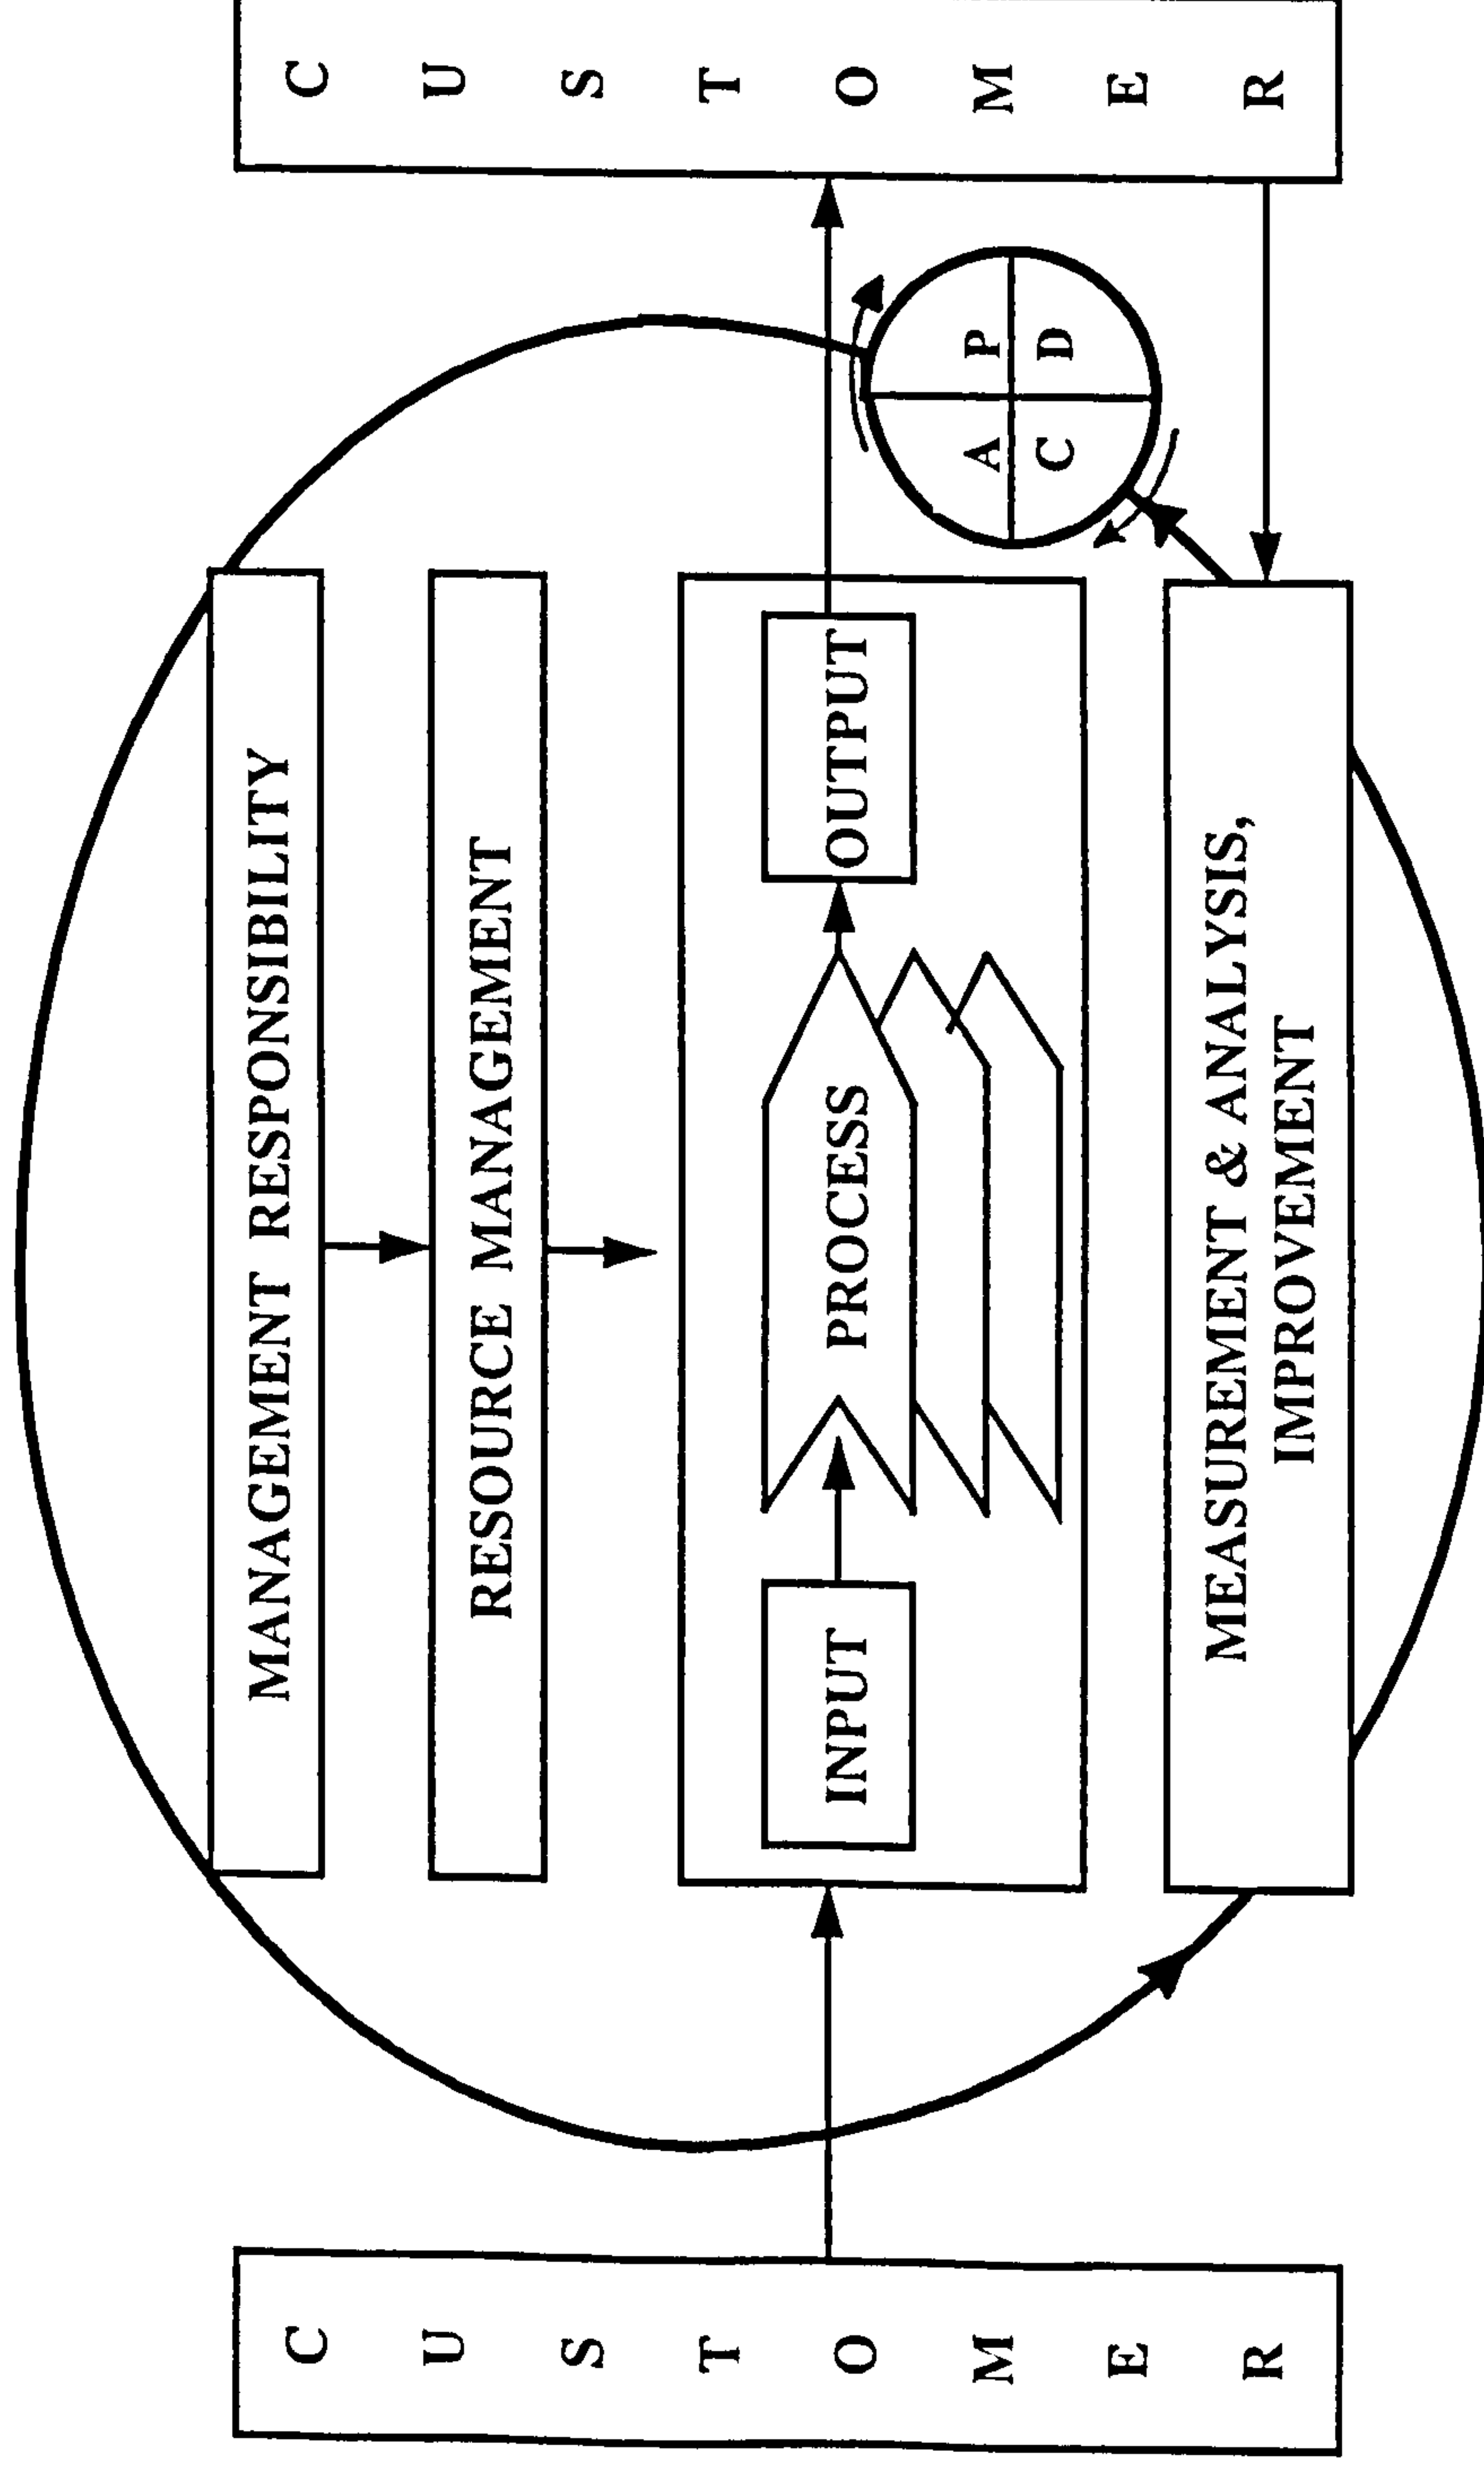 CUSTOMER
MANAGEMENT RESPONSIBILITY
RESOURCE MANAGEMENT
INPUT
PROCESS
OUTPUT
MEASUREMENT & ANALYSIS,
IMPROVEMENT
A P
C D
CUSTOMER